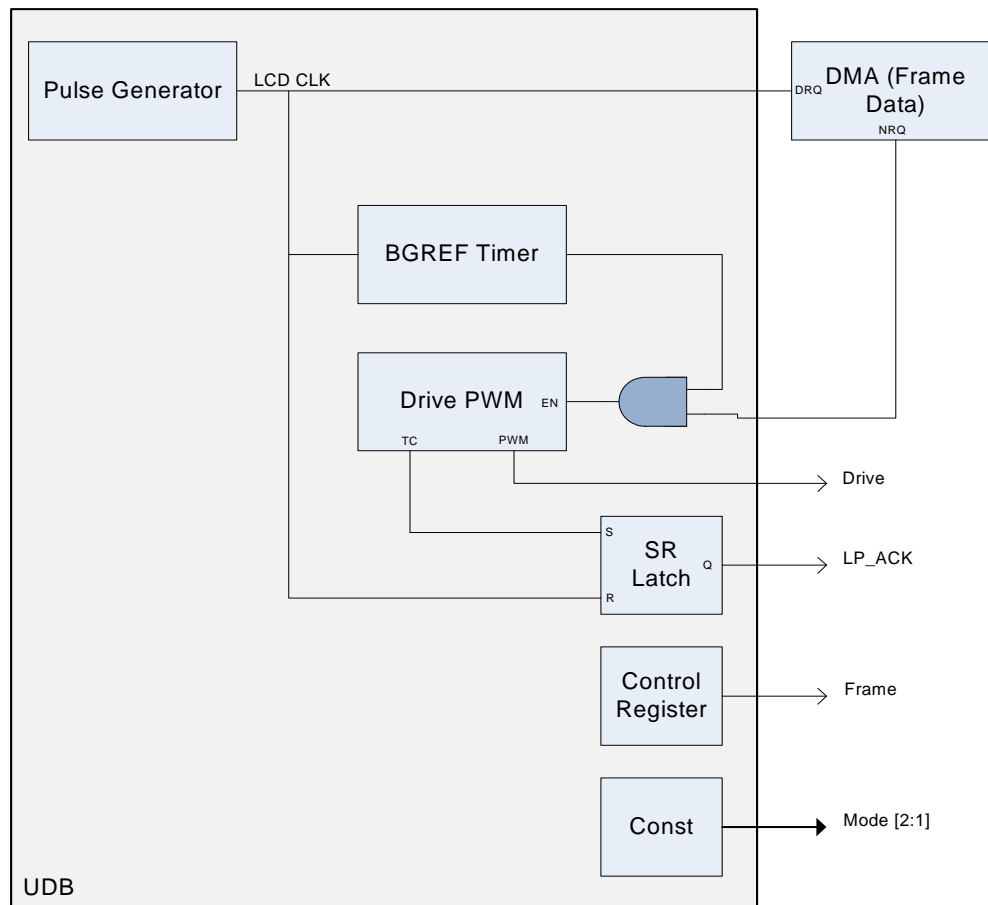 Pulse Generator
LCD CLK
DRQ
DMA (Frame
Data)
NRQ
BGREF Timer
Drive PWM
EN
TC
PWM
Drive
S
SR
Latch
Q
R
LP_ACK
Control
Register
Frame
Const
Mode [2:1]
UDB